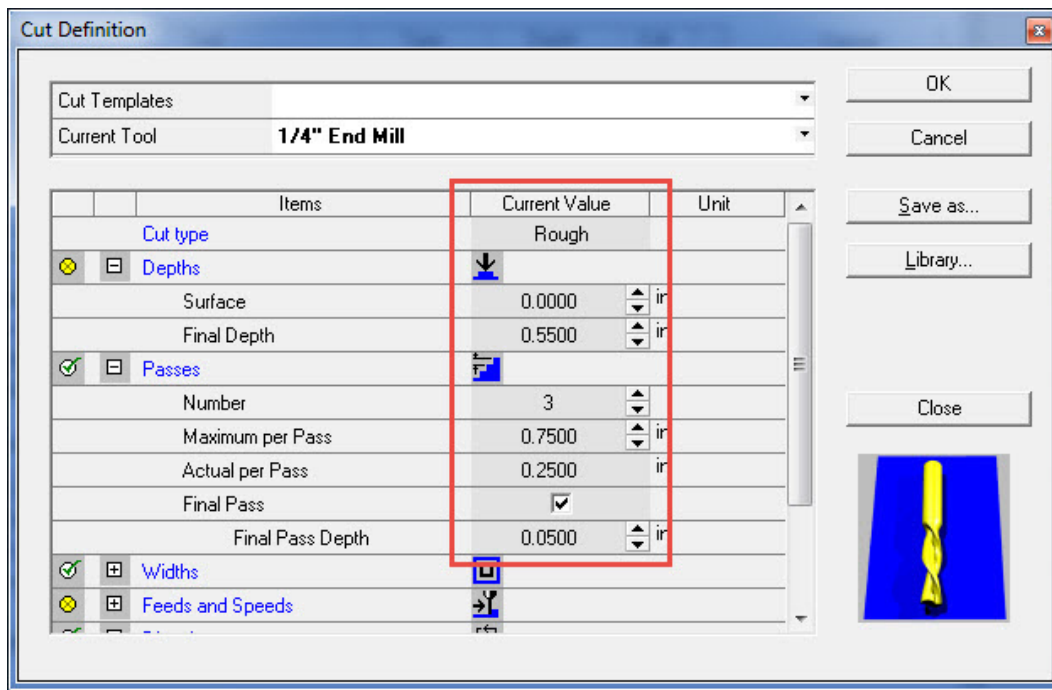 Cut Definition
OK
Cut Templates
Current Tool 1/4" End Mill
Cancel
Items Current Value Unit
Save as...
Cut type Rough
Library...
Depths
Surface 0.0000 in
Final Depth 0.5500 in
Passes
Number 3
Close
Maximum per Pass 0.7500 in
Actual per Pass 0.2500 in
Final Pass
Final Pass Depth 0.0500 in
Widths
Feeds and Speeds